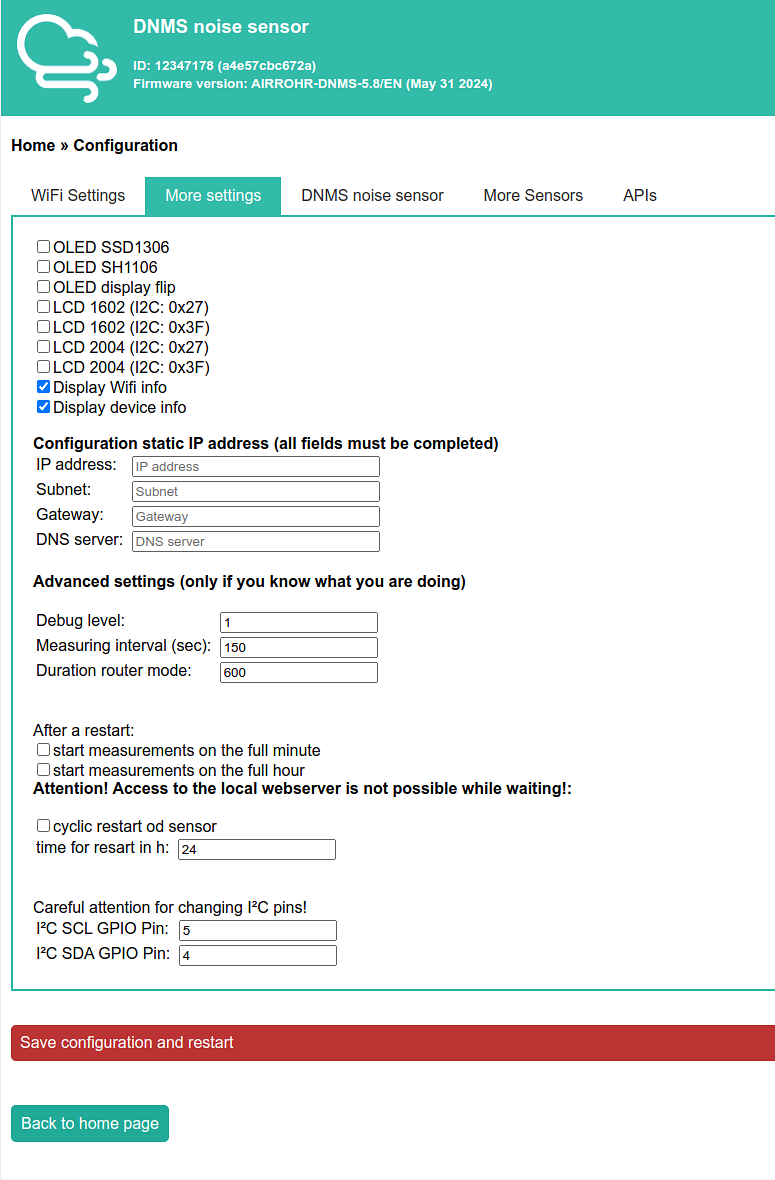 DNMS noise sensor
ID: 12347178 (a4e57cbc672a)
Firmware version: AIRROHR-DNMS-5.8/EN (May 31 2024)
Home » Configuration
WiFi Settings More settings DNMS noise sensor More Sensors APIs
OLED SSD1306
OLED SH1106
OLED display flip
LCD 1602 (I2C: 0x27)
LCD 1602 (I2C: 0x3F)
LCD 2004 (I2C: 0x27)
LCD 2004 (I2C: 0x3F)
Display Wifi info
Display device info
Configuration static IP address (all fields must be completed)
IP address: IP address
Subnet: Subnet
Gateway: Gateway
DNS server: DNS server
Advanced settings (only if you know what you are doing)
Debug level: 1
Measuring interval (sec): 150
Duration router mode: 600
After a restart:
start measurements on the full minute
start measurements on the full hour
Attention! Access to the local webserver is not possible while waiting!:
cyclic restart od sensor
time for resart in h: 24
Careful attention for changing I²C pins!
I²C SCL GPIO Pin: 5
I²C SDA GPIO Pin: 4
Save configuration and restart
Back to home page